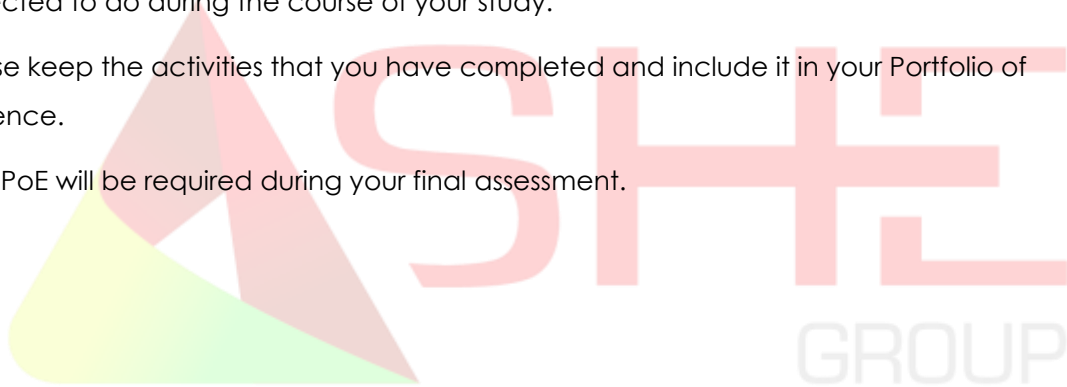 cted to do during the course of your study.
se keep the activities that you have completed and include it in your Portfolio of
ence.
PoE will be required during your final assessment.
SHE
GROUP